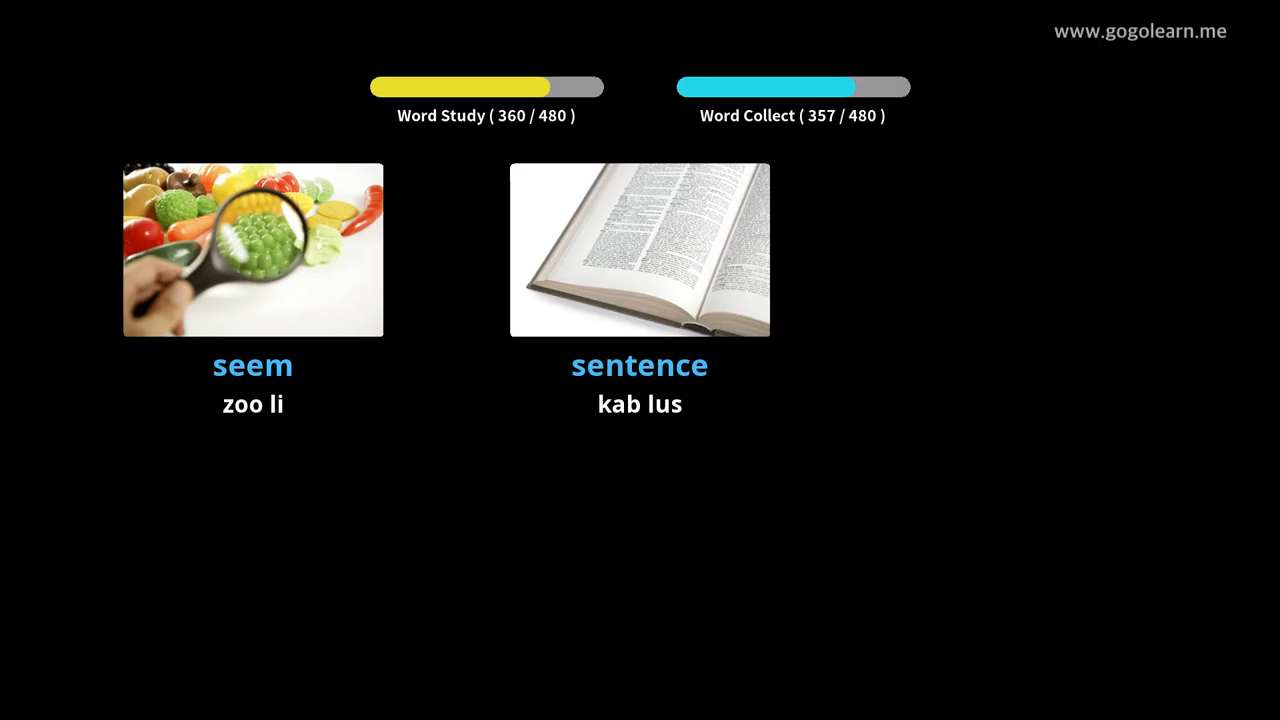 www.gogolearn.me
Word Study ( 360 / 480 )
Word Collect ( 357 / 480 )
seem
zoo li
sentence
kab lus